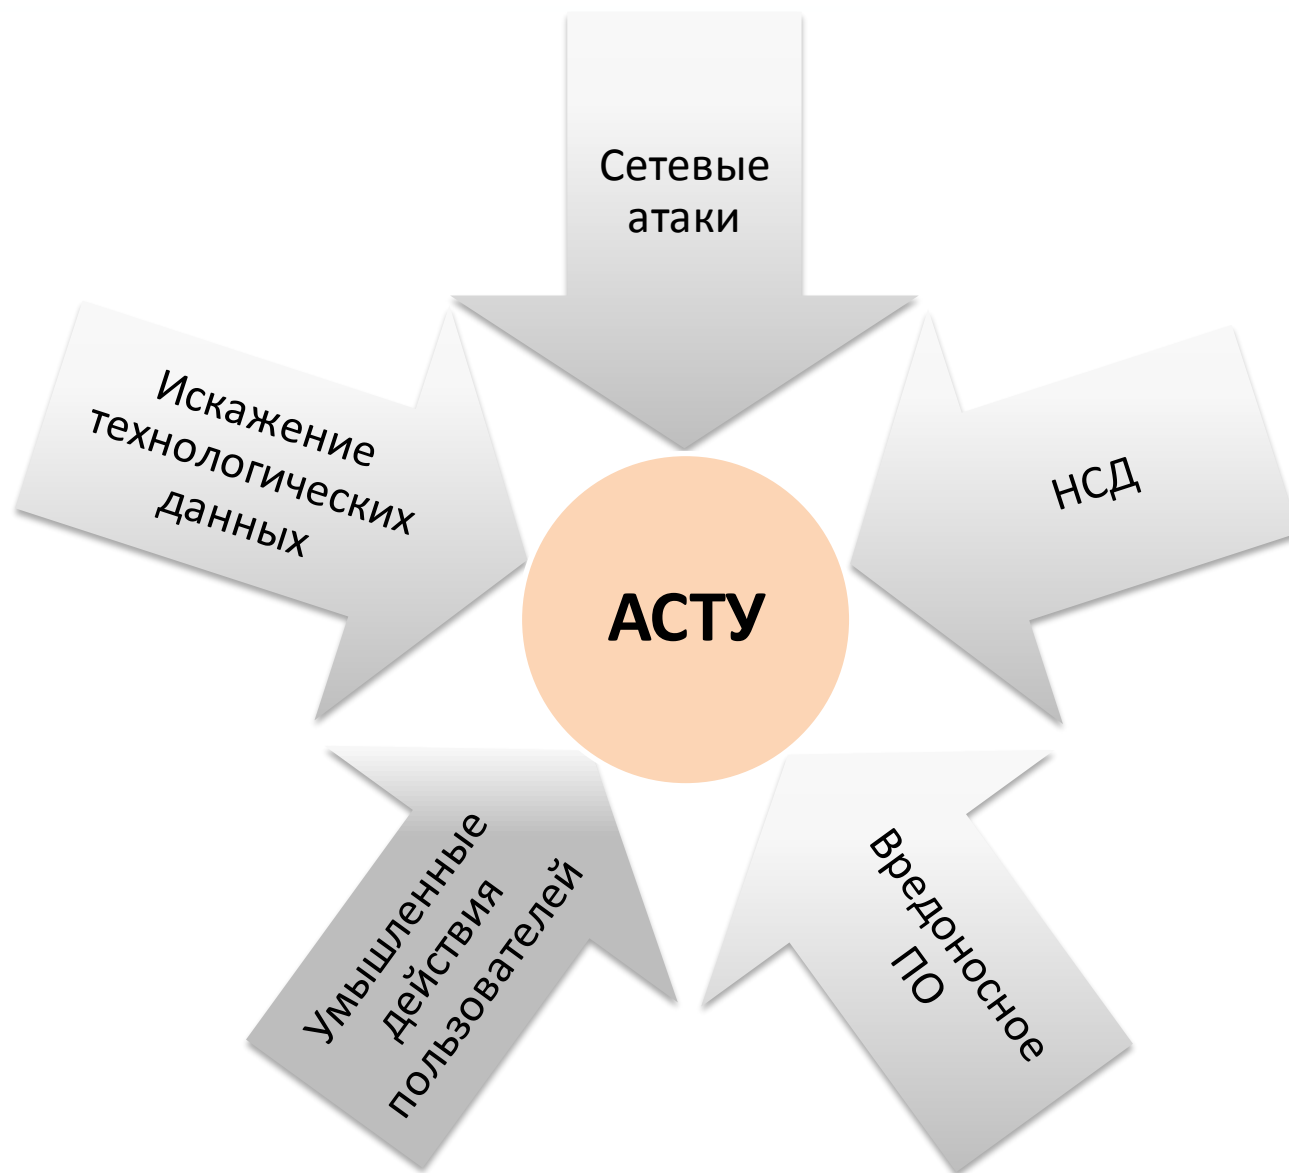 Сетевые
атаки
Искажение
технологических
данных
НСД
АСТУ
Умышленные
действия
пользователей
Вредоносное
ПО